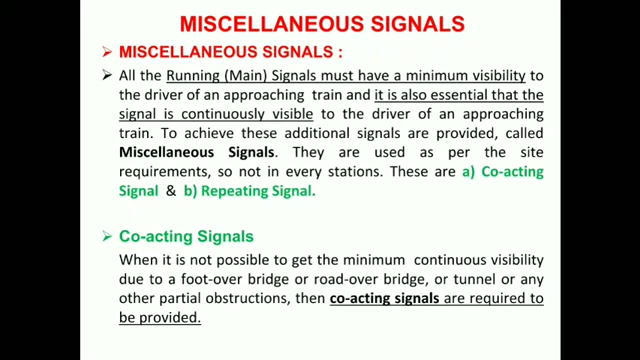 MISCELLANEOUS SIGNALS
MISCELLANEOUS SIGNALS :
All the Running (Main) Signals must have a minimum visibility to
the driver of an approaching train and it is also essential that the
signal is continuously visible to the driver of an approaching
train. To achieve these additional signals are provided, called
Miscellaneous Signals. They are used as per the site
requirements, so not in every stations. These are a) Co-acting
Signal & b) Repeating Signal.
Co-acting Signals
When it is not possible to get the minimum continuous visibility
due to a foot-over bridge or road-over bridge, or tunnel or any
other partial obstructions, then co-acting signals are required to
be provided.